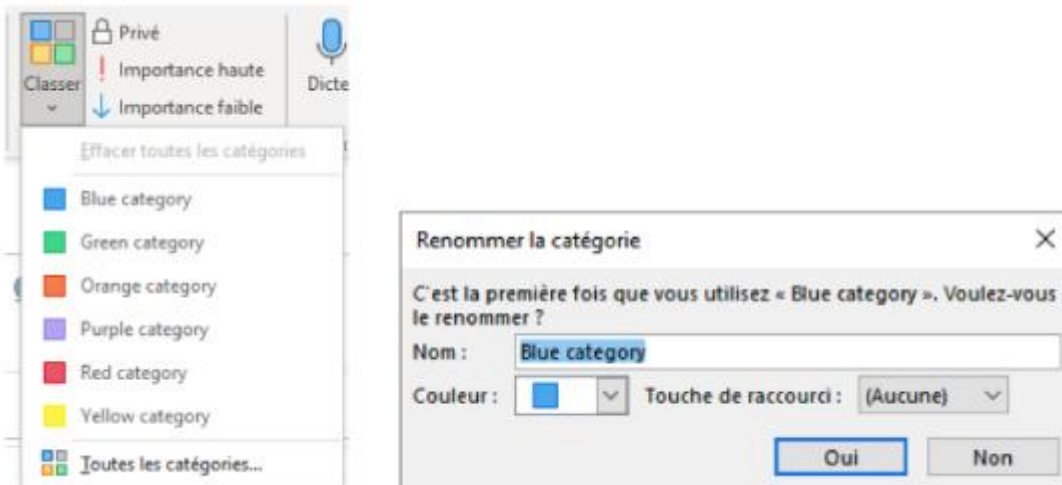 Privé
Importance haute
Importance faible
Classer
Dicte
Effacer toutes les catégories
Blue category
Green category
Orange category
Purple category
Red category
Yellow category
Toutes les catégories...
Renommer la catégorie
C'est la première fois que vous utilisez « Blue category ». Voulez-vous
le renommer ?
Nom : Blue category
Couleur : Touche de raccourci : (Aucune)
Oui Non